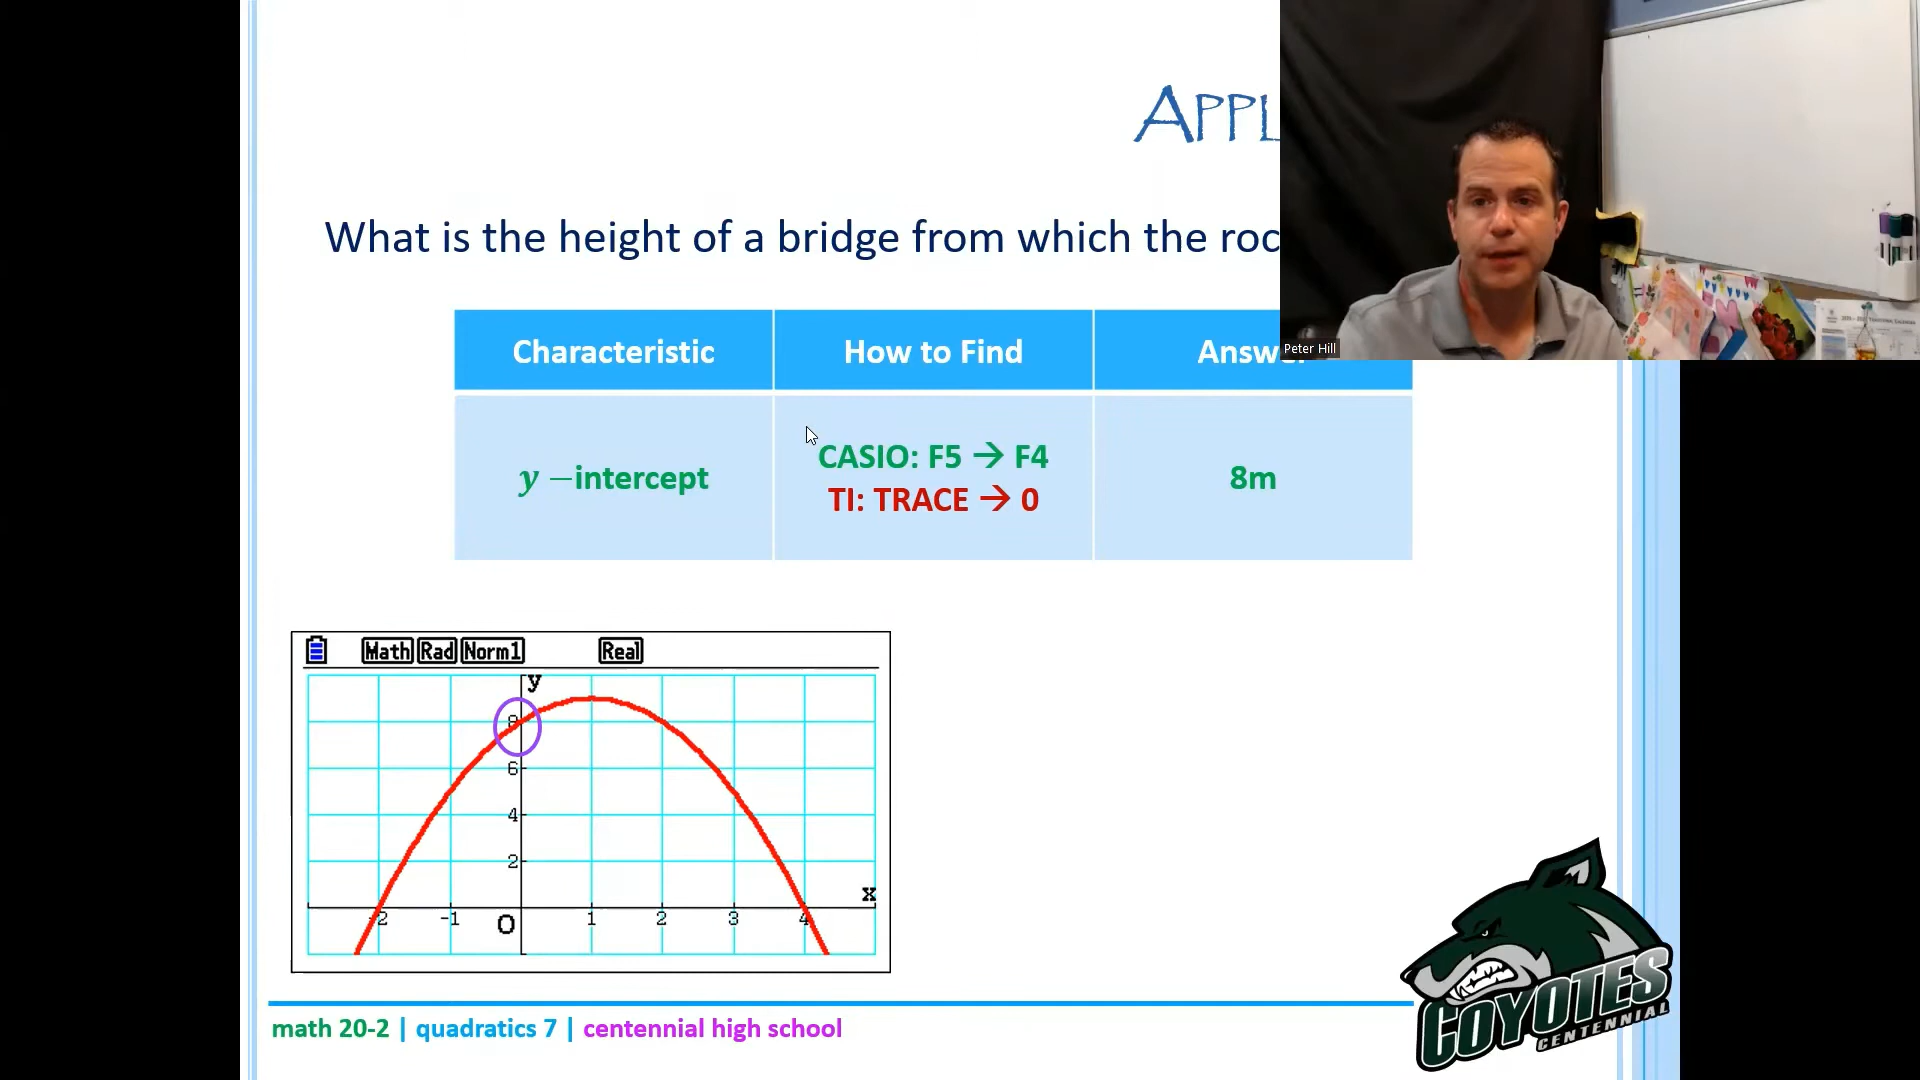 APPL
What is the height of a bridge from which the roc
Peter Hill
Characteristic
How to Find
Answer
y −intercept
CASIO: F5 → F4
TI: TRACE → 0
8m
Math Rad Norm1 Real
y
8
6
4
2
x
-2 -1 O 1 2 3 4
math 20-2 | quadratics 7 | centennial high school
COYOTES
CENTENNIAL